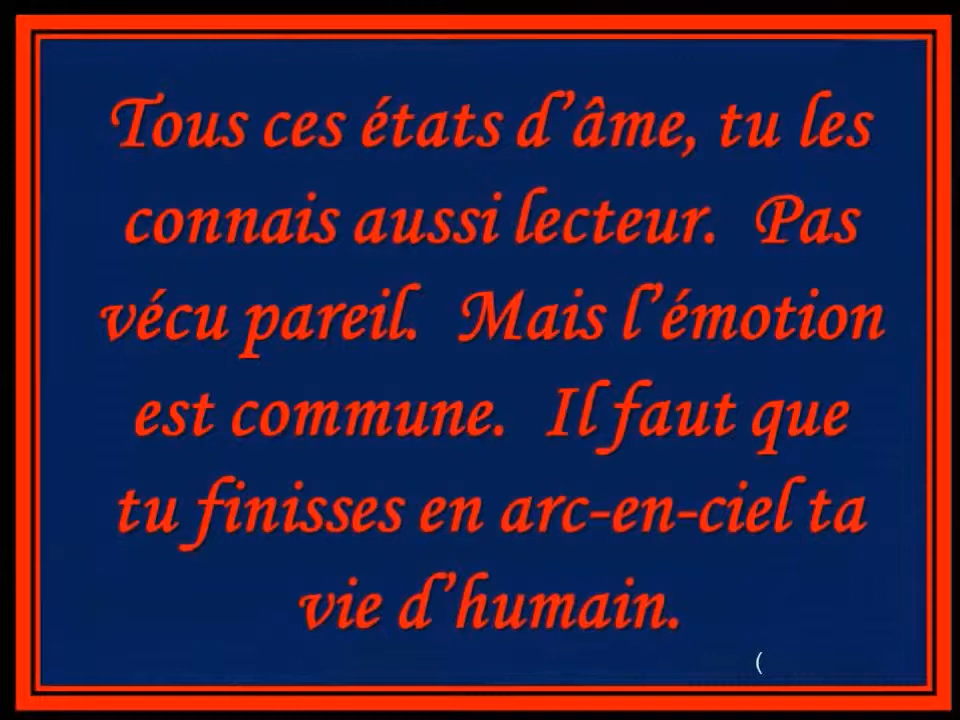 Tous ces états d’âme, tu les
connais aussi lecteur.  Pas
vécu pareil.  Mais l’émotion
est commune.  Il faut que
tu finisses en arc-en-ciel ta
vie d’humain.
(